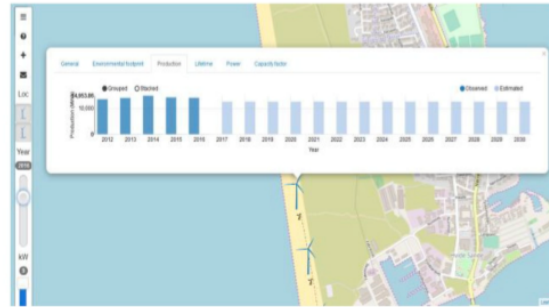 General Environmental footprint Production Lifetime Power Capacity factor
Grouped Stacked Observed Estimated
10,000
0
2012 2013 2014 2015 2016 2017 2018 2019 2020 2021 2022 2023 2024 2025 2026 2027 2028 2029 2030
Year
Loc
Year
kW